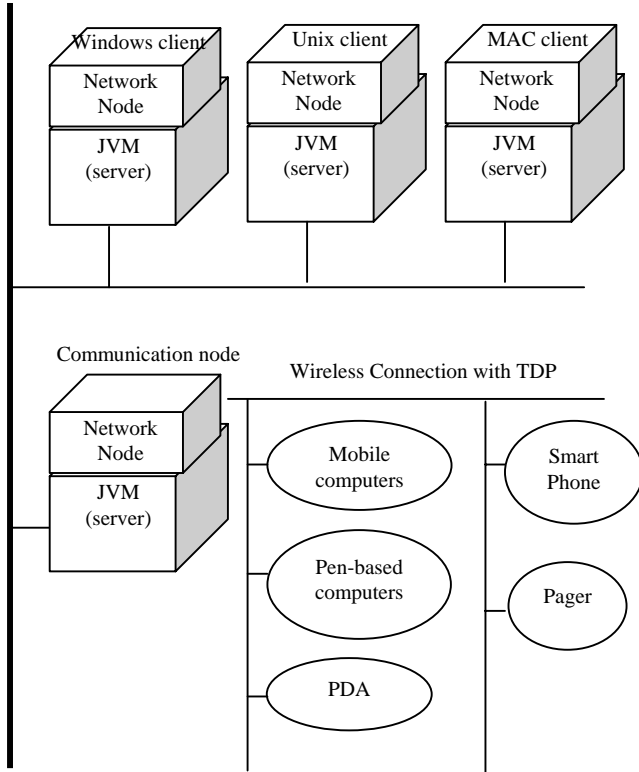 Windows client
Network
Node
JVM
(server)
Unix client
Network
Node
JVM
(server)
MAC client
Network
Node
JVM
(server)
Communication node
Network
Node
JVM
(server)
Wireless Connection with TDP
Mobile
computers
Pen-based
computers
PDA
Smart
Phone
Pager